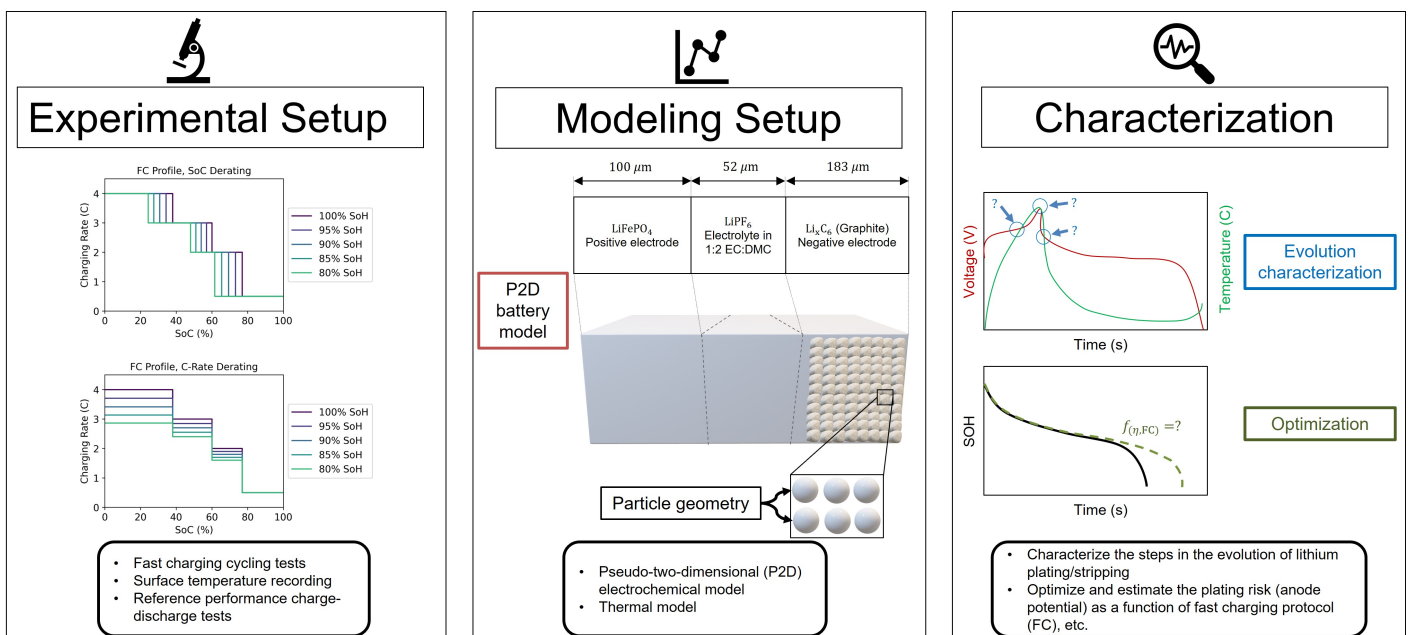 Experimental Setup
FC Profile, SoC Derating
Charging Rate (C)
4
3
2
1
0
0 20 40 60 80 100
SoC (%)
100% SoH
95% SoH
90% SoH
85% SoH
80% SoH
FC Profile, C-Rate Derating
Charging Rate (C)
4
3
2
1
0
0 20 40 60 80 100
SoC (%)
100% SoH
95% SoH
90% SoH
85% SoH
80% SoH
• Fast charging cycling tests
• Surface temperature recording
• Reference performance charge-
discharge tests
Modeling Setup
100 μm 52 μm 183 μm
LiFePO₄
Positive electrode
LiPF₆
Electrolyte in
1:2 EC:DMC
LiₓC₆ (Graphite)
Negative electrode
P2D
battery
model
Particle geometry
• Pseudo-two-dimensional (P2D)
electrochemical model
• Thermal model
Characterization
Voltage (V)
? ?
?
Temperature (C)
Time (s)
Evolution
characterization
SOH
f(η,FC) =?
Time (s)
Optimization
• Characterize the steps in the evolution of lithium
plating/stripping
• Optimize and estimate the plating risk (anode
potential) as a function of fast charging protocol
(FC), etc.